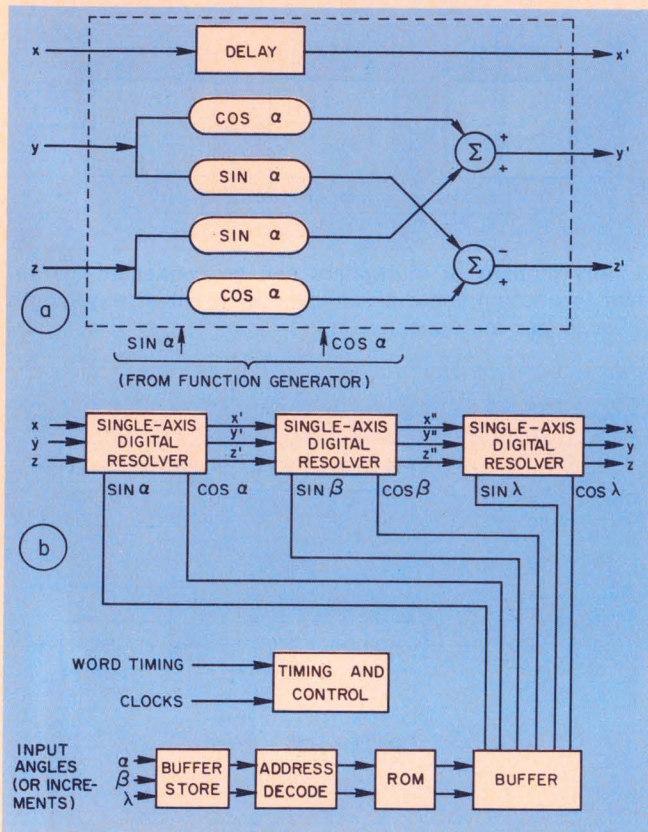 x
DELAY
x'
COS α
+
y
+
y'
SIN α
Σ
SIN α
-
z
Σ
z'
+
COS α
a
SIN α
COS α
(FROM FUNCTION GENERATOR)
x
y
z
SINGLE-AXIS
DIGITAL
RESOLVER
x'
y'
z'
SINGLE-AXIS
DIGITAL
RESOLVER
x"
y"
z"
SINGLE-AXIS
DIGITAL
RESOLVER
x
y
z
SIN α
COS α
SIN β
COS β
SIN λ
COS λ
b
WORD TIMING
CLOCKS
TIMING AND
CONTROL
INPUT
ANGLES
(OR INCRE-
MENTS)
α
β
λ
BUFFER
STORE
ADDRESS
DECODE
ROM
BUFFER